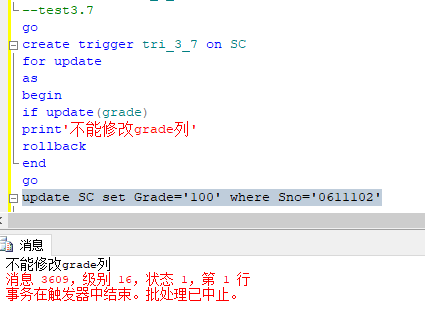 --test3.7
go
create trigger tri_3_7 on SC
for update
as
begin
if update(grade)
print'不能修改grade列'
rollback
end
go
update SC set Grade='100' where Sno='0611102'
消息
不能修改grade列
消息 3609，级别 16，状态 1，第 1 行
事务在触发器中结束。批处理已中止。